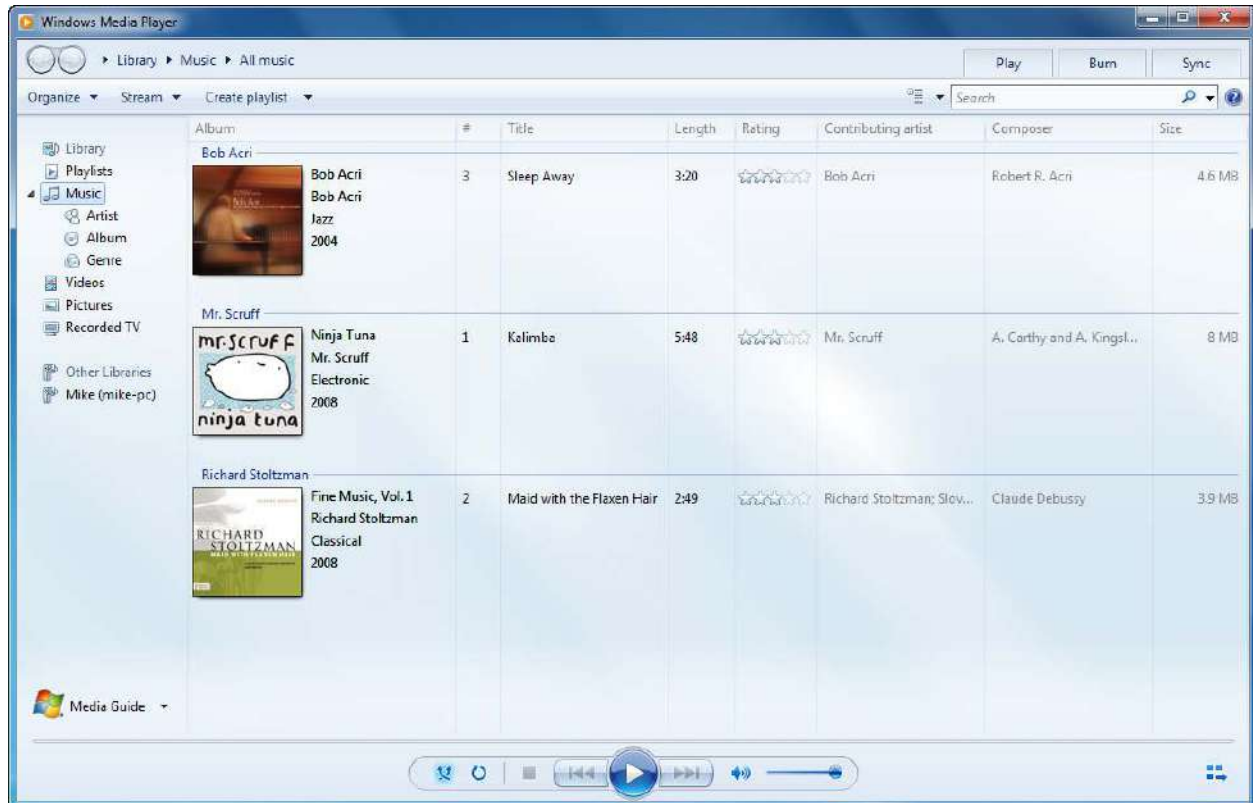 Windows Media Player
Library Music All music
Play Burn Sync
Organize Stream Create playlist
Search
Album # Title Length Rating Contributing artist Composer Size
Library
Playlists
Music
Artist
Album
Genre
Videos
Pictures
Recorded TV
Other Libraries
Mike (mike-pc)
Bob Acri
Bob Acri 3 Sleep Away 3:20 Bob Acri Robert R. Acri 4.6 MB
Bob Acri
Jazz
2004
Mr. Scruff
mr.scruff
ninja tuna
Ninja Tuna 1 Kalimba 5:48 Mr. Scruff A. Carthy and A. Kingsl... 8 MB
Mr. Scruff
Electronic
2008
Richard Stoltzman
RICHARD
STOLTZMAN
MAID WITH FLAXEN HAIR
Fine Music, Vol. 1 2 Maid with the Flaxen Hair 2:49 Richard Stoltzman; Slov... Claude Debussy 3.9 MB
Richard Stoltzman
Classical
2008
Media Guide